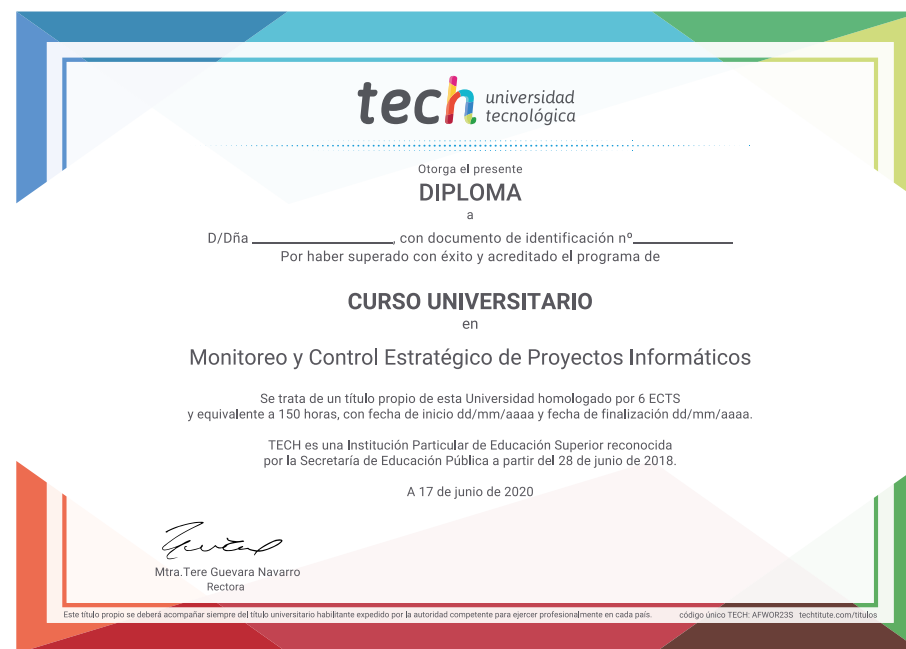 tech universidad
tecnológica
Otorga el presente
DIPLOMA
a
D/Dña ____________________, con documento de identificación nº______________
Por haber superado con éxito y acreditado el programa de
CURSO UNIVERSITARIO
en
Monitoreo y Control Estratégico de Proyectos Informáticos
Se trata de un título propio de esta Universidad homologado por 6 ECTS
y equivalente a 150 horas, con fecha de inicio dd/mm/aaaa y fecha de finalización dd/mm/aaaa.
TECH es una Institución Particular de Educación Superior reconocida
por la Secretaría de Educación Pública a partir del 28 de junio de 2018.
A 17 de junio de 2020
Mtra.Tere Guevara Navarro
Rectora
Este título propio se deberá acompañar siempre del título universitario habilitante expedido por la autoridad competente para ejercer profesionalmente en cada país. código único TECH: AFWOR23S techtitute.com/titulos